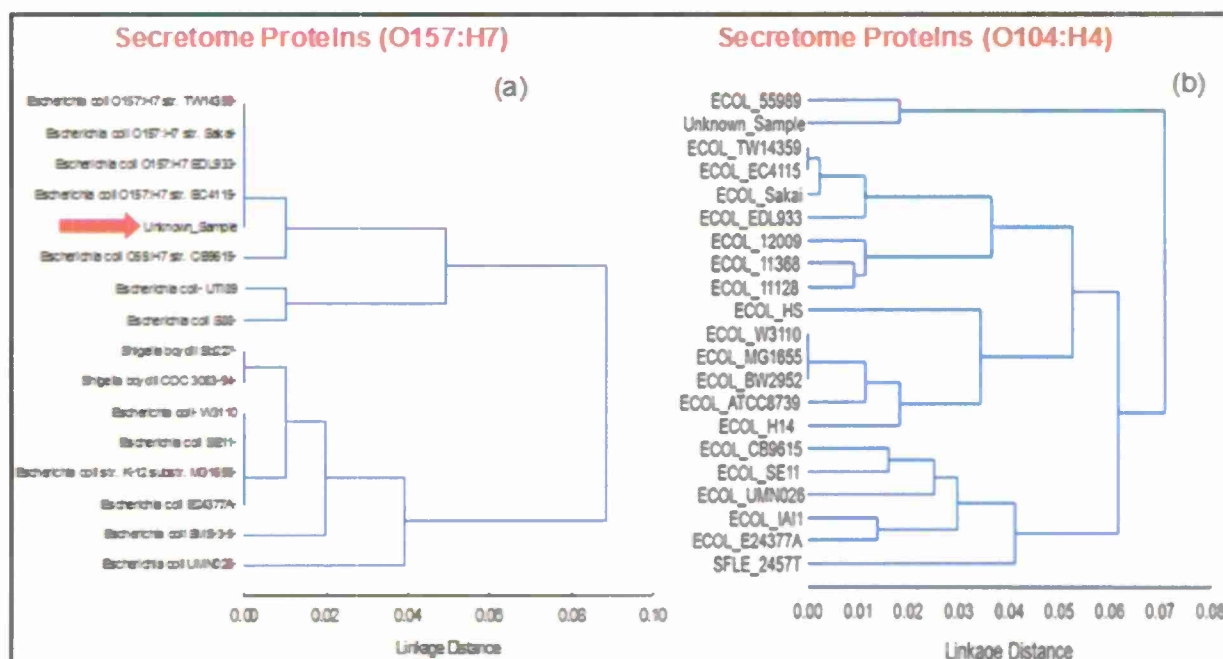 Secretome Proteins (O157:H7)
(a)
Escherichia coli O157:H7 str. TW14359
Escherichia coli O157:H7 str. Sakai
Escherichia coli O157:H7 EDL933
Escherichia coli O157:H7 str. EC4115
Unknown_Sample
Escherichia coli O55:H7 str. CB9615
Escherichia coli UTI89
Escherichia coli
Shigella boydii Sb227
Shigella boydii CDC 3083-94
Escherichia coli W3110
Escherichia coli SE11
Escherichia coli str. K-12 substr. MG1655
Escherichia coli E24377A
Escherichia coli
Escherichia coli UMN026
0.00 0.02 0.04 0.06 0.08 0.10
Linkage Distance
Secretome Proteins (O104:H4)
(b)
ECOL_55989
Unknown_Sample
ECOL_TW14359
ECOL_EC4115
ECOL_Sakai
ECOL_EDL933
ECOL_12009
ECOL_11368
ECOL_11128
ECOL_HS
ECOL_W3110
ECOL_MG1655
ECOL_BW2952
ECOL_ATCC8739
ECOL_H14
ECOL_CB9615
ECOL_SE11
ECOL_UMN026
ECOL_IAI1
ECOL_E24377A
SFLE_2457T
0.00 0.01 0.02 0.03 0.04 0.05 0.06 0.07 0.08
Linkage Distance